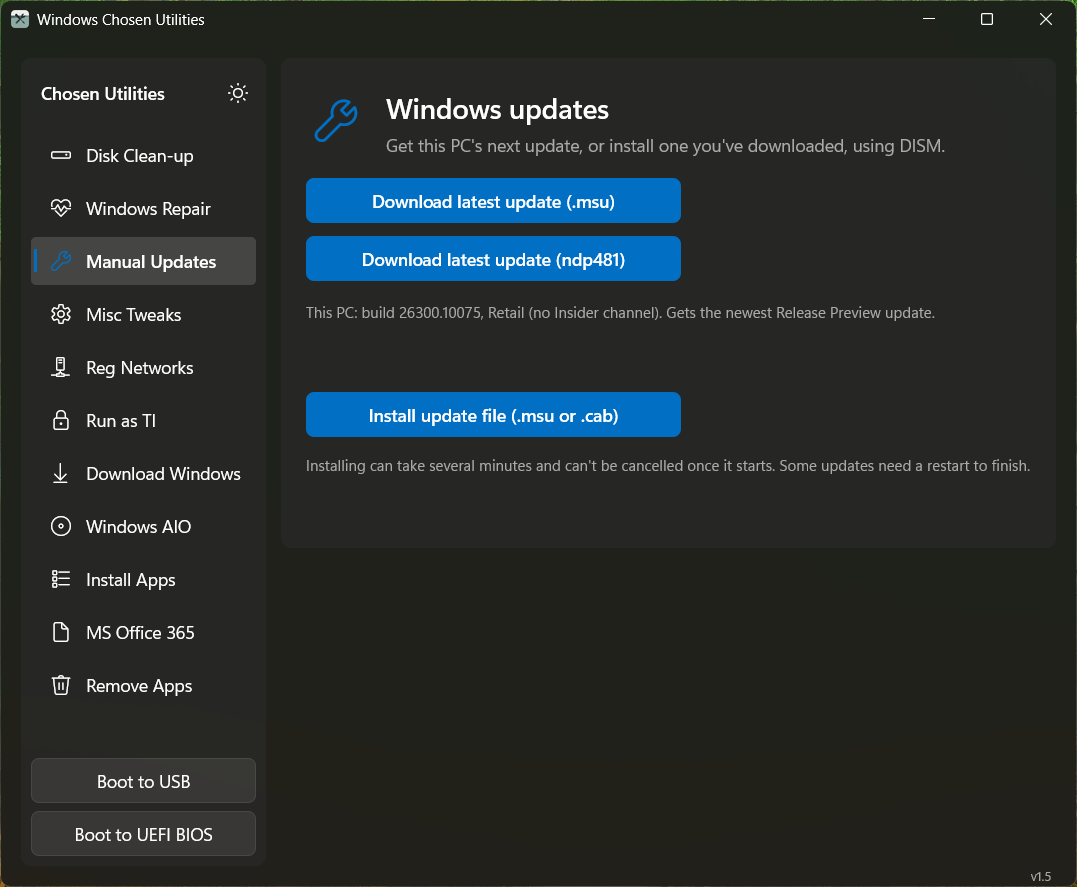 Windows Chosen Utilities
Chosen Utilities
Disk Clean-up
Windows Repair
Manual Updates
Misc Tweaks
Reg Networks
Run as TI
Download Windows
Windows AIO
Install Apps
MS Office 365
Remove Apps
Boot to USB
Boot to UEFI BIOS
Windows updates
Get this PC's next update, or install one you've downloaded, using DISM.
Download latest update (.msu)
Download latest update (ndp481)
This PC: build 26300.10075, Retail (no Insider channel). Gets the newest Release Preview update.
Install update file (.msu or .cab)
Installing can take several minutes and can't be cancelled once it starts. Some updates need a restart to finish.
v1.5